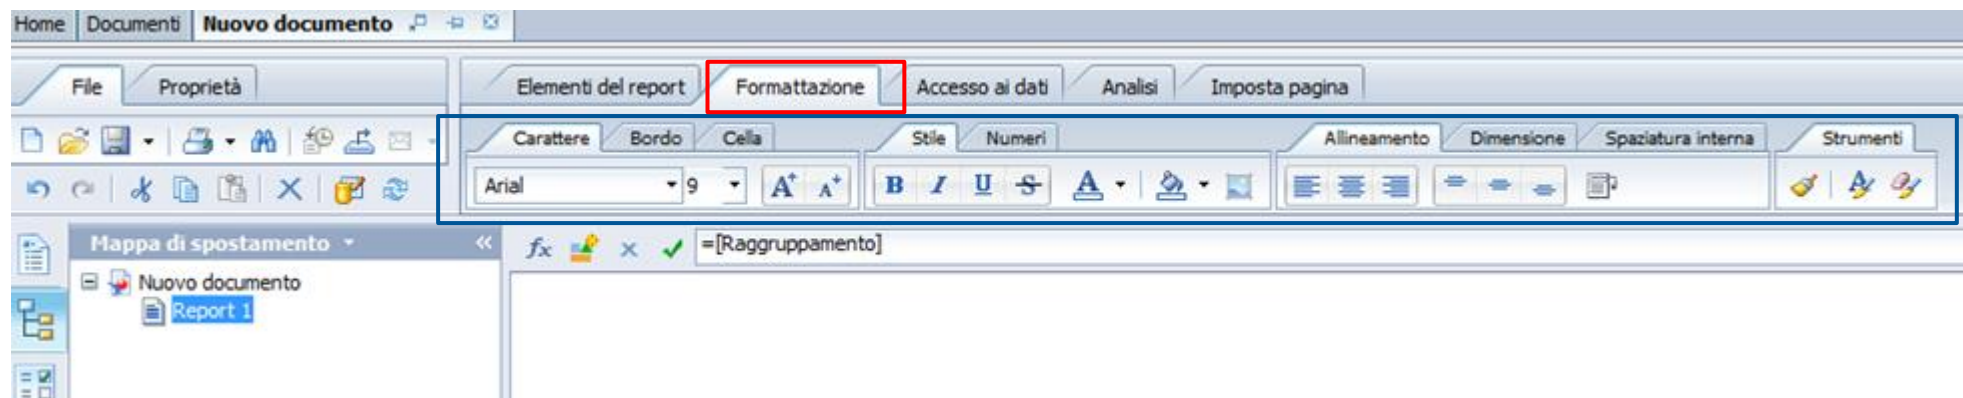 Home Documenti Nuovo documento
File Proprietà Elementi del report Formattazione Accesso ai dati Analisi Imposta pagina
Carattere Bordo Cella Stile Numeri Allineamento Dimensione Spaziatura interna Strumenti
Arial 9 A A B I U S A
Mappa di spostamento fx =[Raggruppamento]
Nuovo documento
Report 1